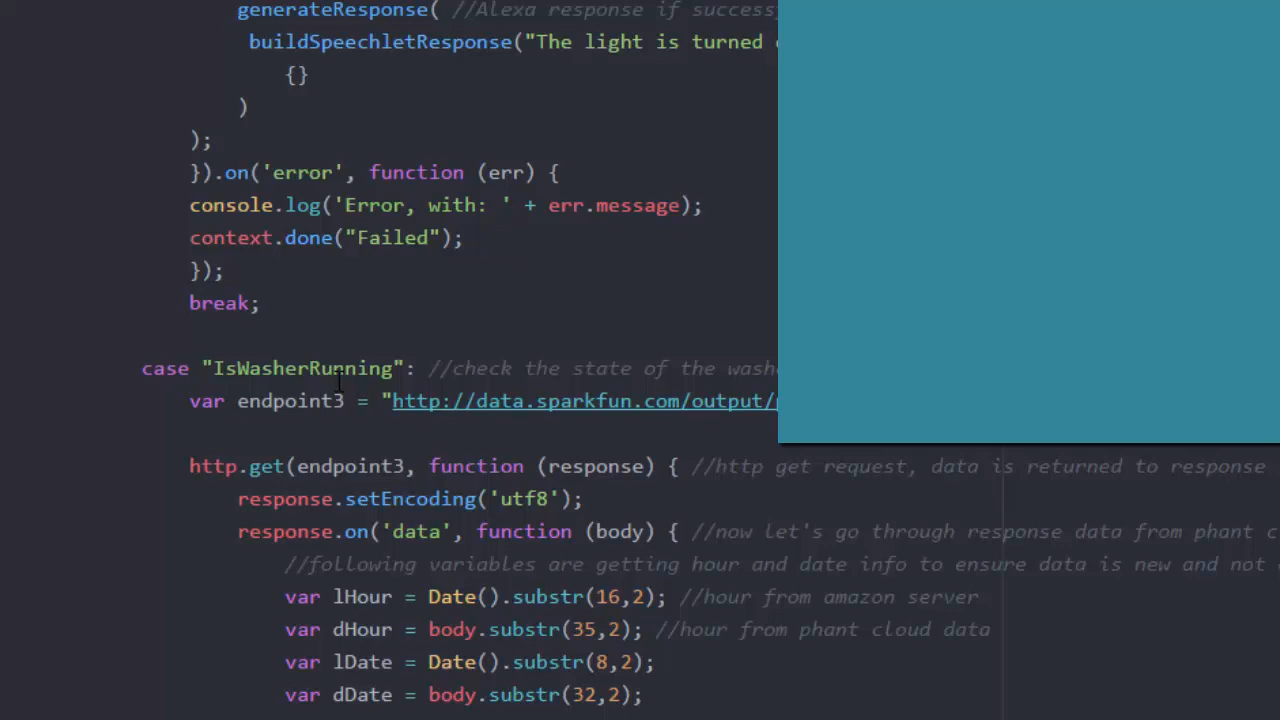 generateResponse( //Alexa response if
buildSpeechletResponse("The light is turned
{}
)
);
}).on('error', function (err) {
console.log('Error, with: ' + err.message);
context.done("Failed");
});
break;
case "IsWasherRunning": //check the state of the
var endpoint3 = "http://data.sparkfun.com/output/
http.get(endpoint3, function (response) { //http get request, data is returned to response
response.setEncoding('utf8');
response.on('data', function (body) { //now let's go through response data from phant
//following variables are getting hour and date info to ensure data is new and not
var lHour = Date().substr(16,2); //hour from amazon server
var dHour = body.substr(35,2); //hour from phant cloud data
var lDate = Date().substr(8,2);
var dDate = body.substr(32,2);